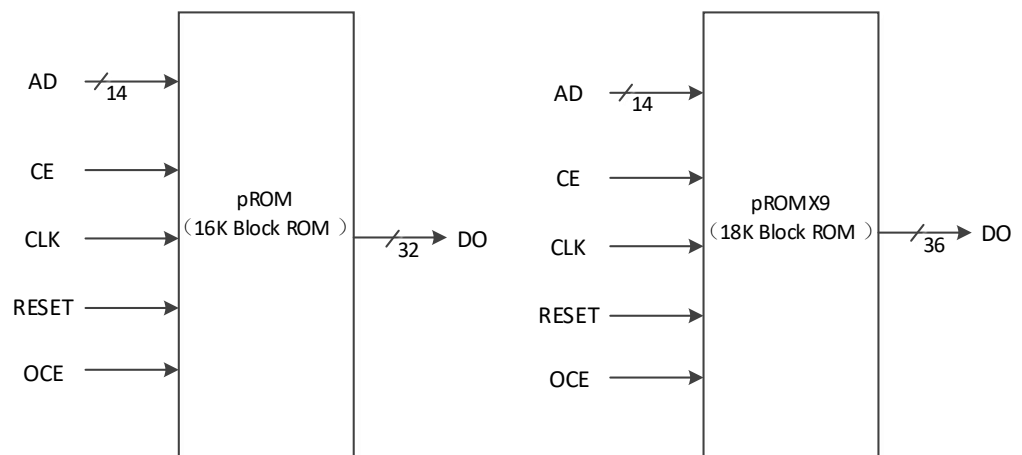 AD
14
CE
CLK
RESET
OCE
pROM
（16K Block ROM ）
32
DO
AD
14
CE
CLK
RESET
OCE
pROMX9
（18K Block ROM ）
36
DO